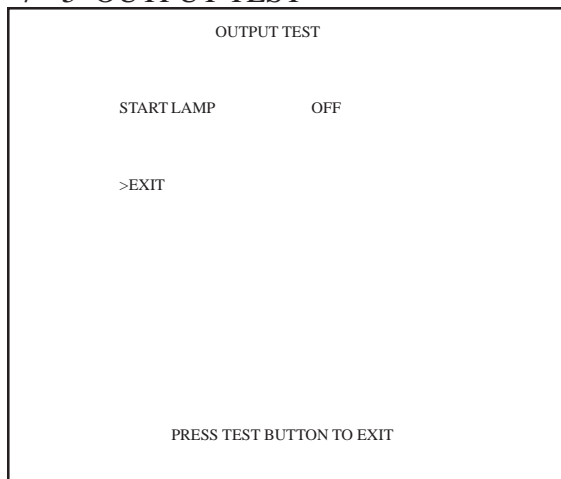 OUTPUT TEST
START LAMP OFF
>EXIT
PRESS TEST BUTTON TO EXIT